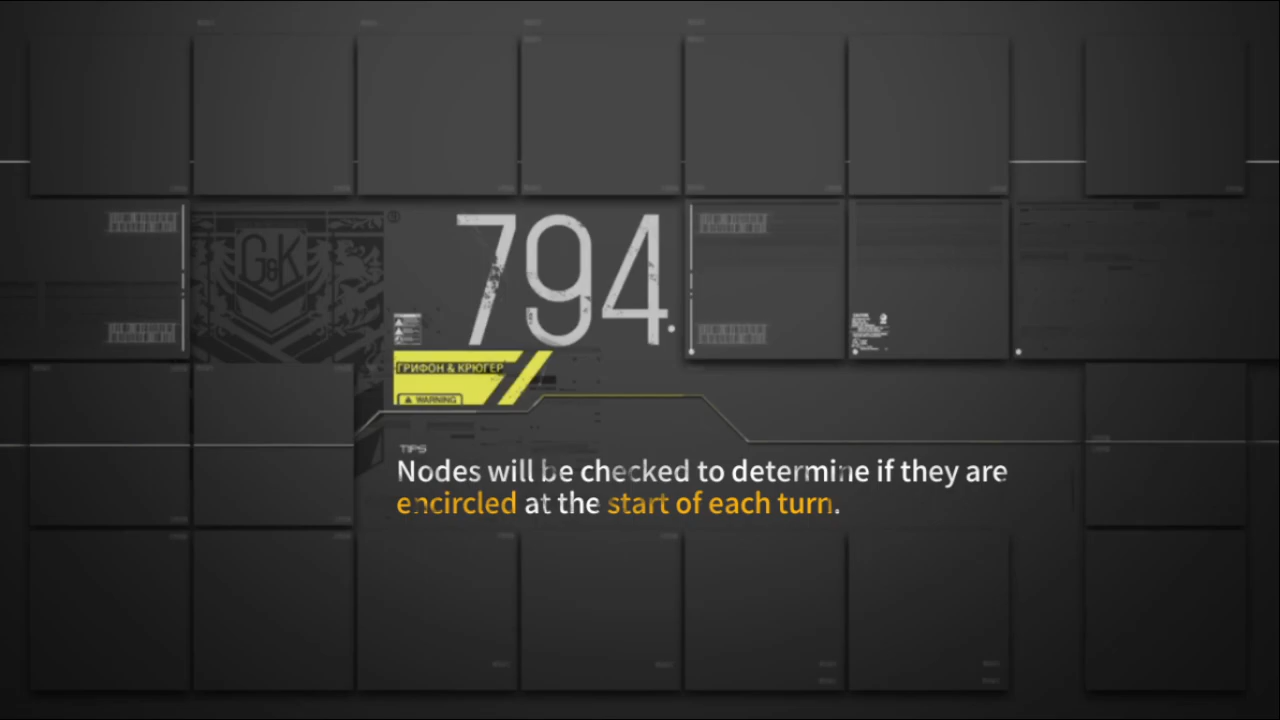 G&K
794.
ГРИФОН & КРЮГЕР
WARNING
TIPS
Nodes will be checked to determine if they are
encircled at the start of each turn.